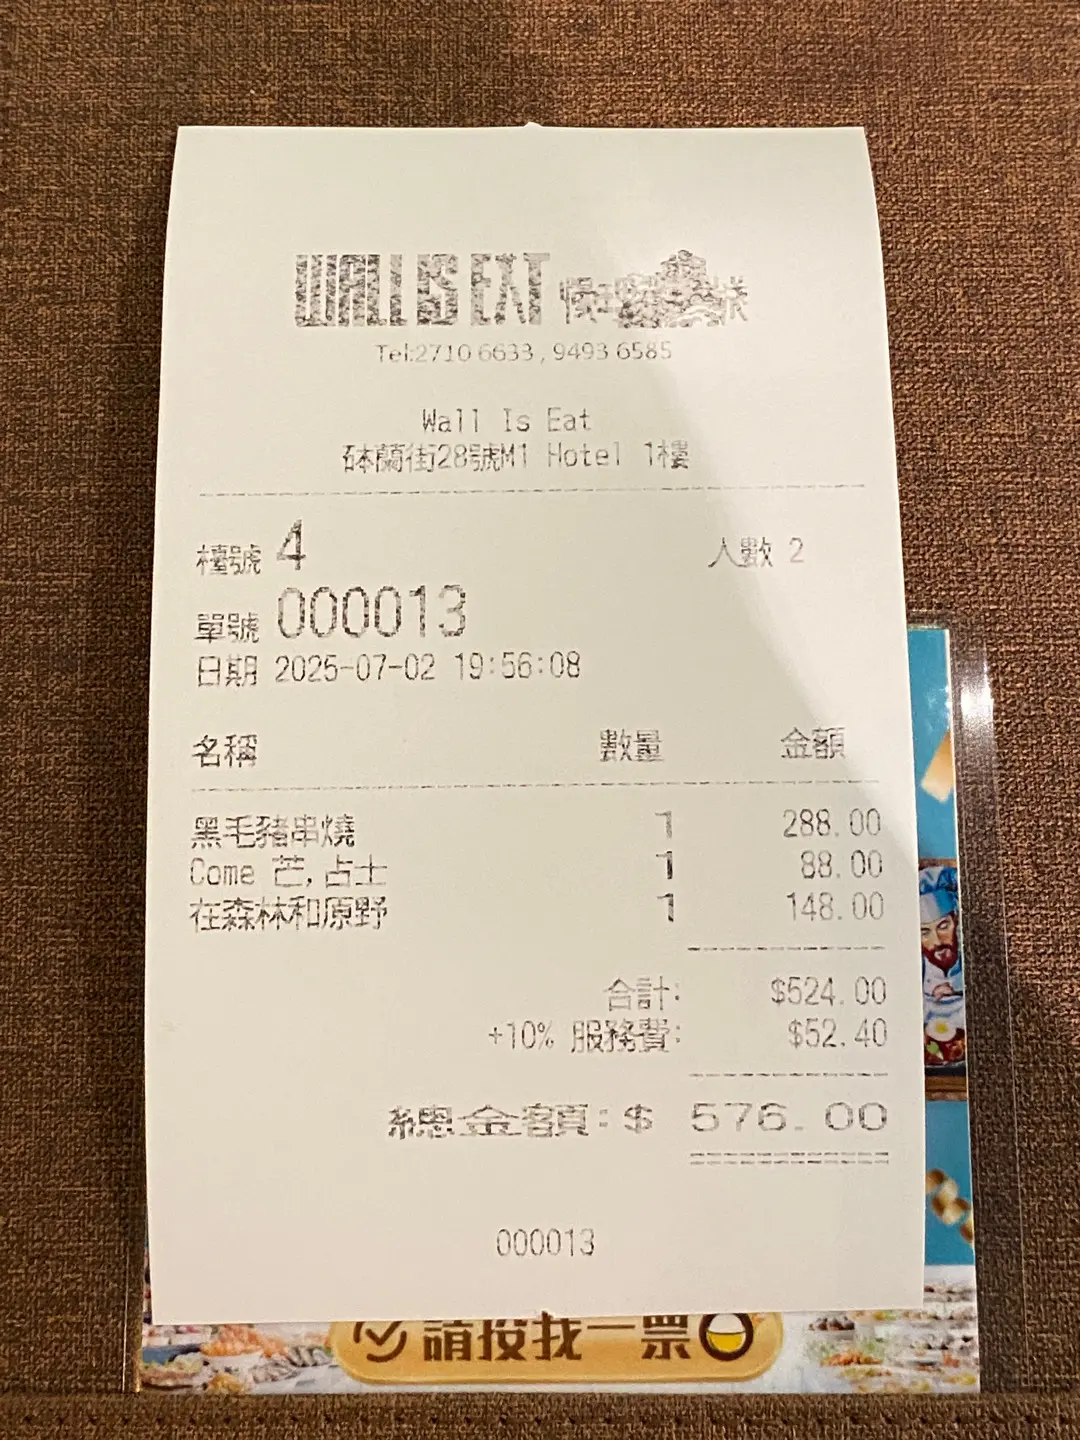 WALL IS EAT
Tel:2710 6633 , 9493 6585
Wall Is Eat
砵蘭街28號M1 Hotel 1樓
檯號 4 人數 2
單號 000013
日期 2025-07-02 19:56:08
名稱 數量 金額
黑毛豬串燒 1 288.00
Come 芒,占士 1 88.00
在森林和原野 1 148.00
合計: $524.00
+10% 服務費: $52.40
總金額:$ 576.00
000013
請投我一票